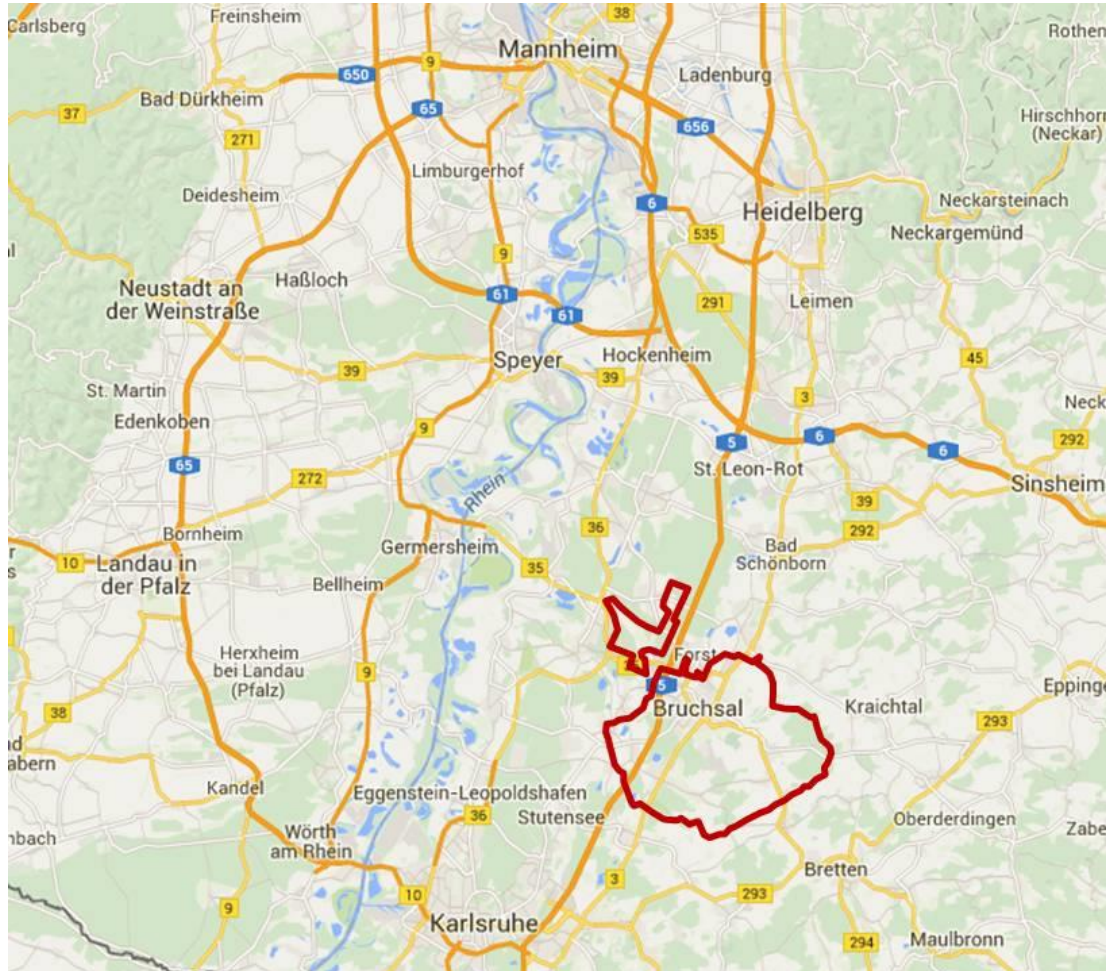 Carlsberg
Freinsheim
38
Rothen
Mannheim
9
650
Ladenburg
Bad Dürkheim
65
37
656
Hirschhorn
(Neckar)
271
Limburgerhof
Deidesheim
6
Neckarsteinach
Heidelberg
Neckargemünd
535
9
Haßloch
Neustadt an
der Weinstraße
61
61
291
Leimen
Speyer
Hockenheim
45
39
39
St. Martin
3
Neck
Edenkoben
9
5
6
292
65
272
St. Leon-Rot
6
Sinsheim
Rhein
39
36
292
Bornheim
Germersheim
Bad
Schönborn
10
Landau in
der Pfalz
35
Bellheim
Herxheim
bei Landau
(Pfalz)
9
Forst
5
Eppinge
38
Bruchsal
Kraichtal
293
ad
abern
Kandel
Eggenstein-Leopoldshafen
36
Stutensee
Oberderdingen
Zabe
nbach
Wörth
am Rhein
Bretten
3
293
10
9
Karlsruhe
294
Maulbronn